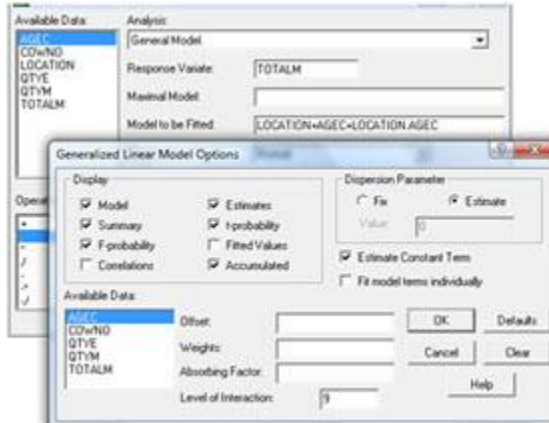 Available Data:
Analysis:
AGEC
COWNO
LOCATION
QTYE
QTYM
TOTALM
General Model
Response Variate:
TOTALM
Maximal Model:
Model to be Fitted:
LOCATION+AGEC+LOCATION.AGEC
Generalized Linear Model Options
Display
Model
Estimates
Summary
t-probability
F-probability
Fitted Values
Correlations
Accumulated
Dispersion Parameter
Fix
Estimate
Value:
0
Estimate Constant Term
Fit model terms individually
Available Data:
AGEC
COWNO
QTYE
QTYM
TOTALM
Offset:
Weights:
Absorbing Factor:
Level of Interaction:
9
OK
Defaults
Cancel
Clear
Help